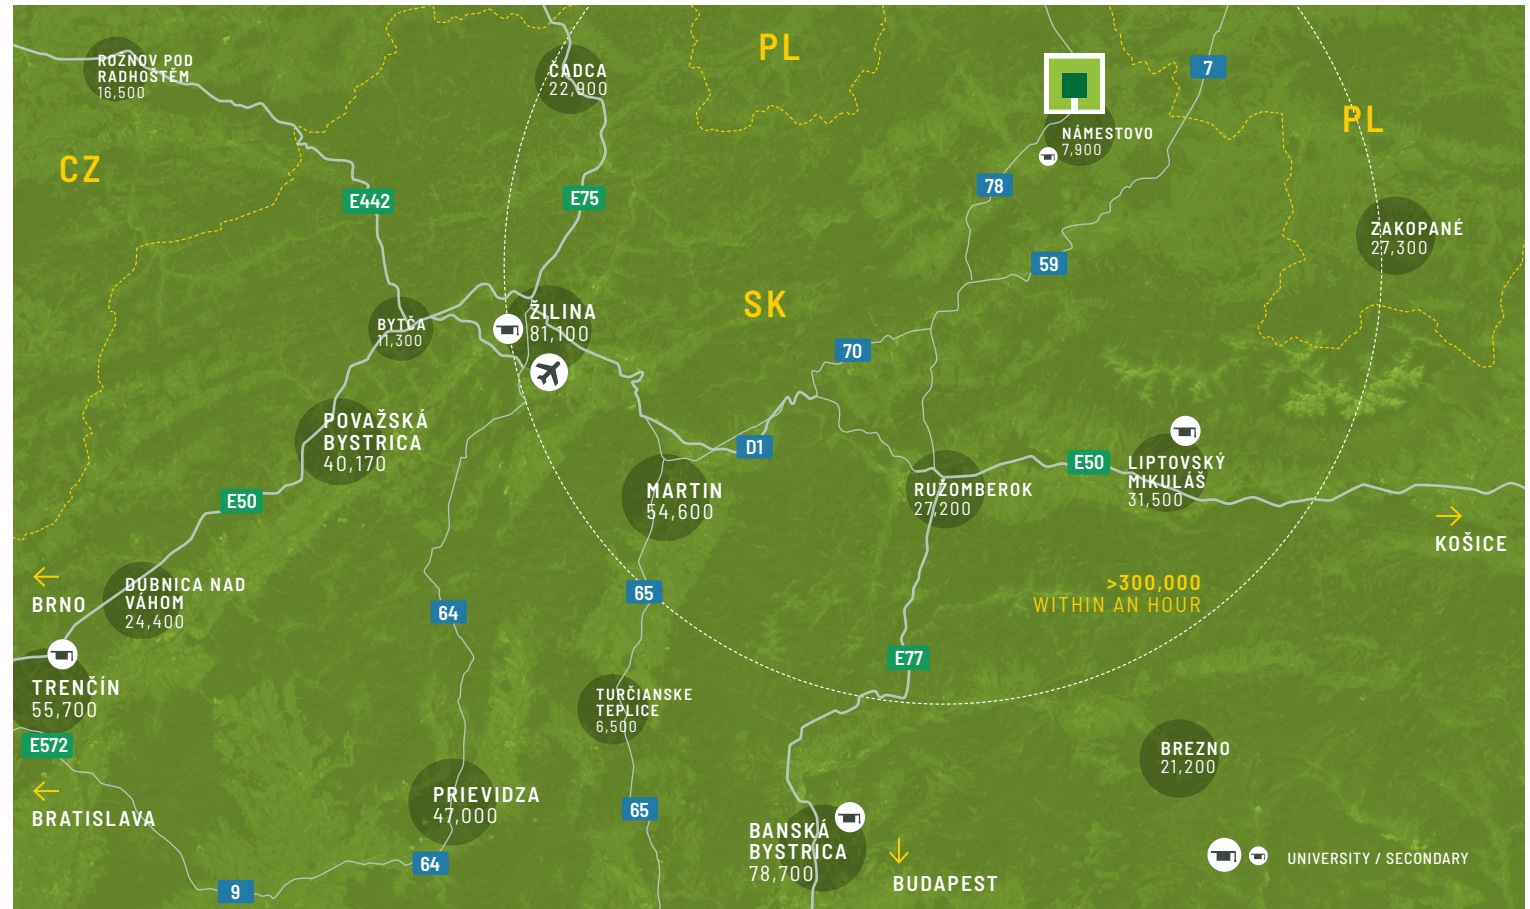 ROŽNOV POD
RADHOŠTĚM
16,500
ČADCA
22,900
PL
7
PL
CZ
NÁMESTOVO
7,900
E442
E75
78
ZAKOPANÉ
27,300
59
SK
BYTČA
11,300
ŽILINA
81,100
70
POVAŽSKÁ
BYSTRICA
40,170
D1
E50
LIPTOVSKÝ
MIKULÁŠ
31,500
E50
MARTIN
54,600
RUŽOMBEROK
27,200
KOŠICE
DUBNICA NAD
VÁHOM
24,400
BRNO
>300,000
WITHIN AN HOUR
64
65
E77
TRENČÍN
55,700
TURČIANSKE
TEPLICE
6,500
E572
BREZNO
21,200
BRATISLAVA
PRIEVIDZA
47,000
65
BANSKÁ
BYSTRICA
78,700
64
9
BUDAPEST
UNIVERSITY / SECONDARY